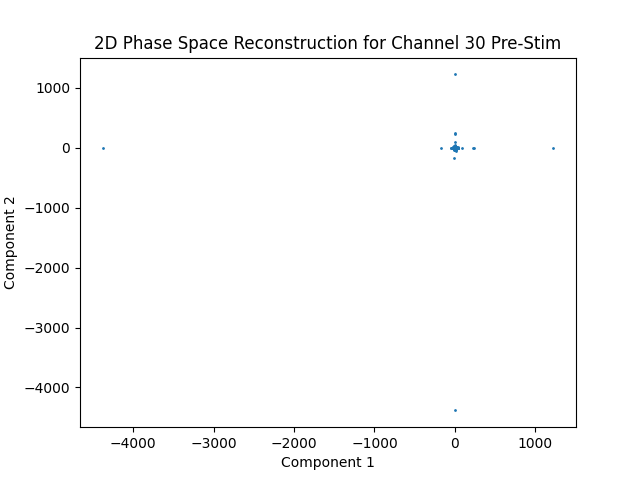 2D Phase Space Reconstruction for Channel 30 Pre-Stim
1000
0
−1000
−2000
−3000
−4000
Component 2
−4000 −3000 −2000 −1000 0 1000
Component 1